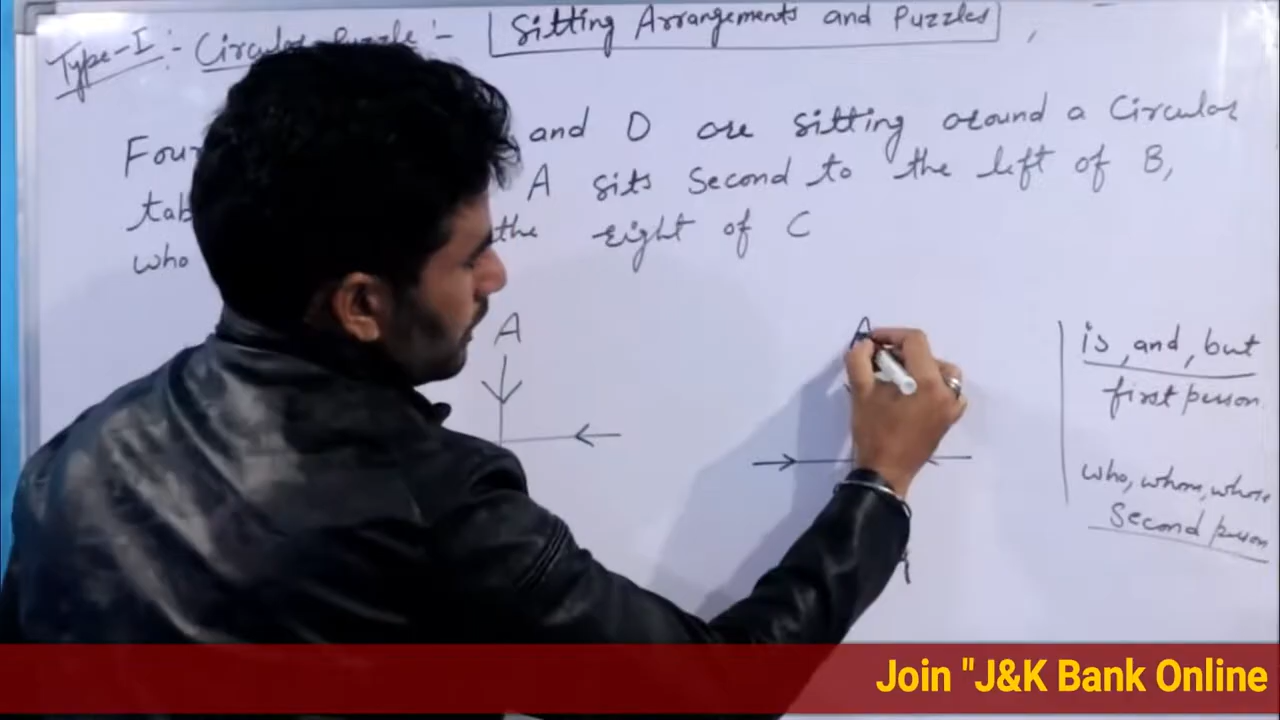 Type-I :- Circular Puzzle :- Sitting Arrangements and Puzzles ,
Four and D are sitting around a Circular
tab A sits Second to the left of B,
who the right of C
A
A
is, and, but
first person.
who, whom, whose
Second person
Join "J&K Bank Online